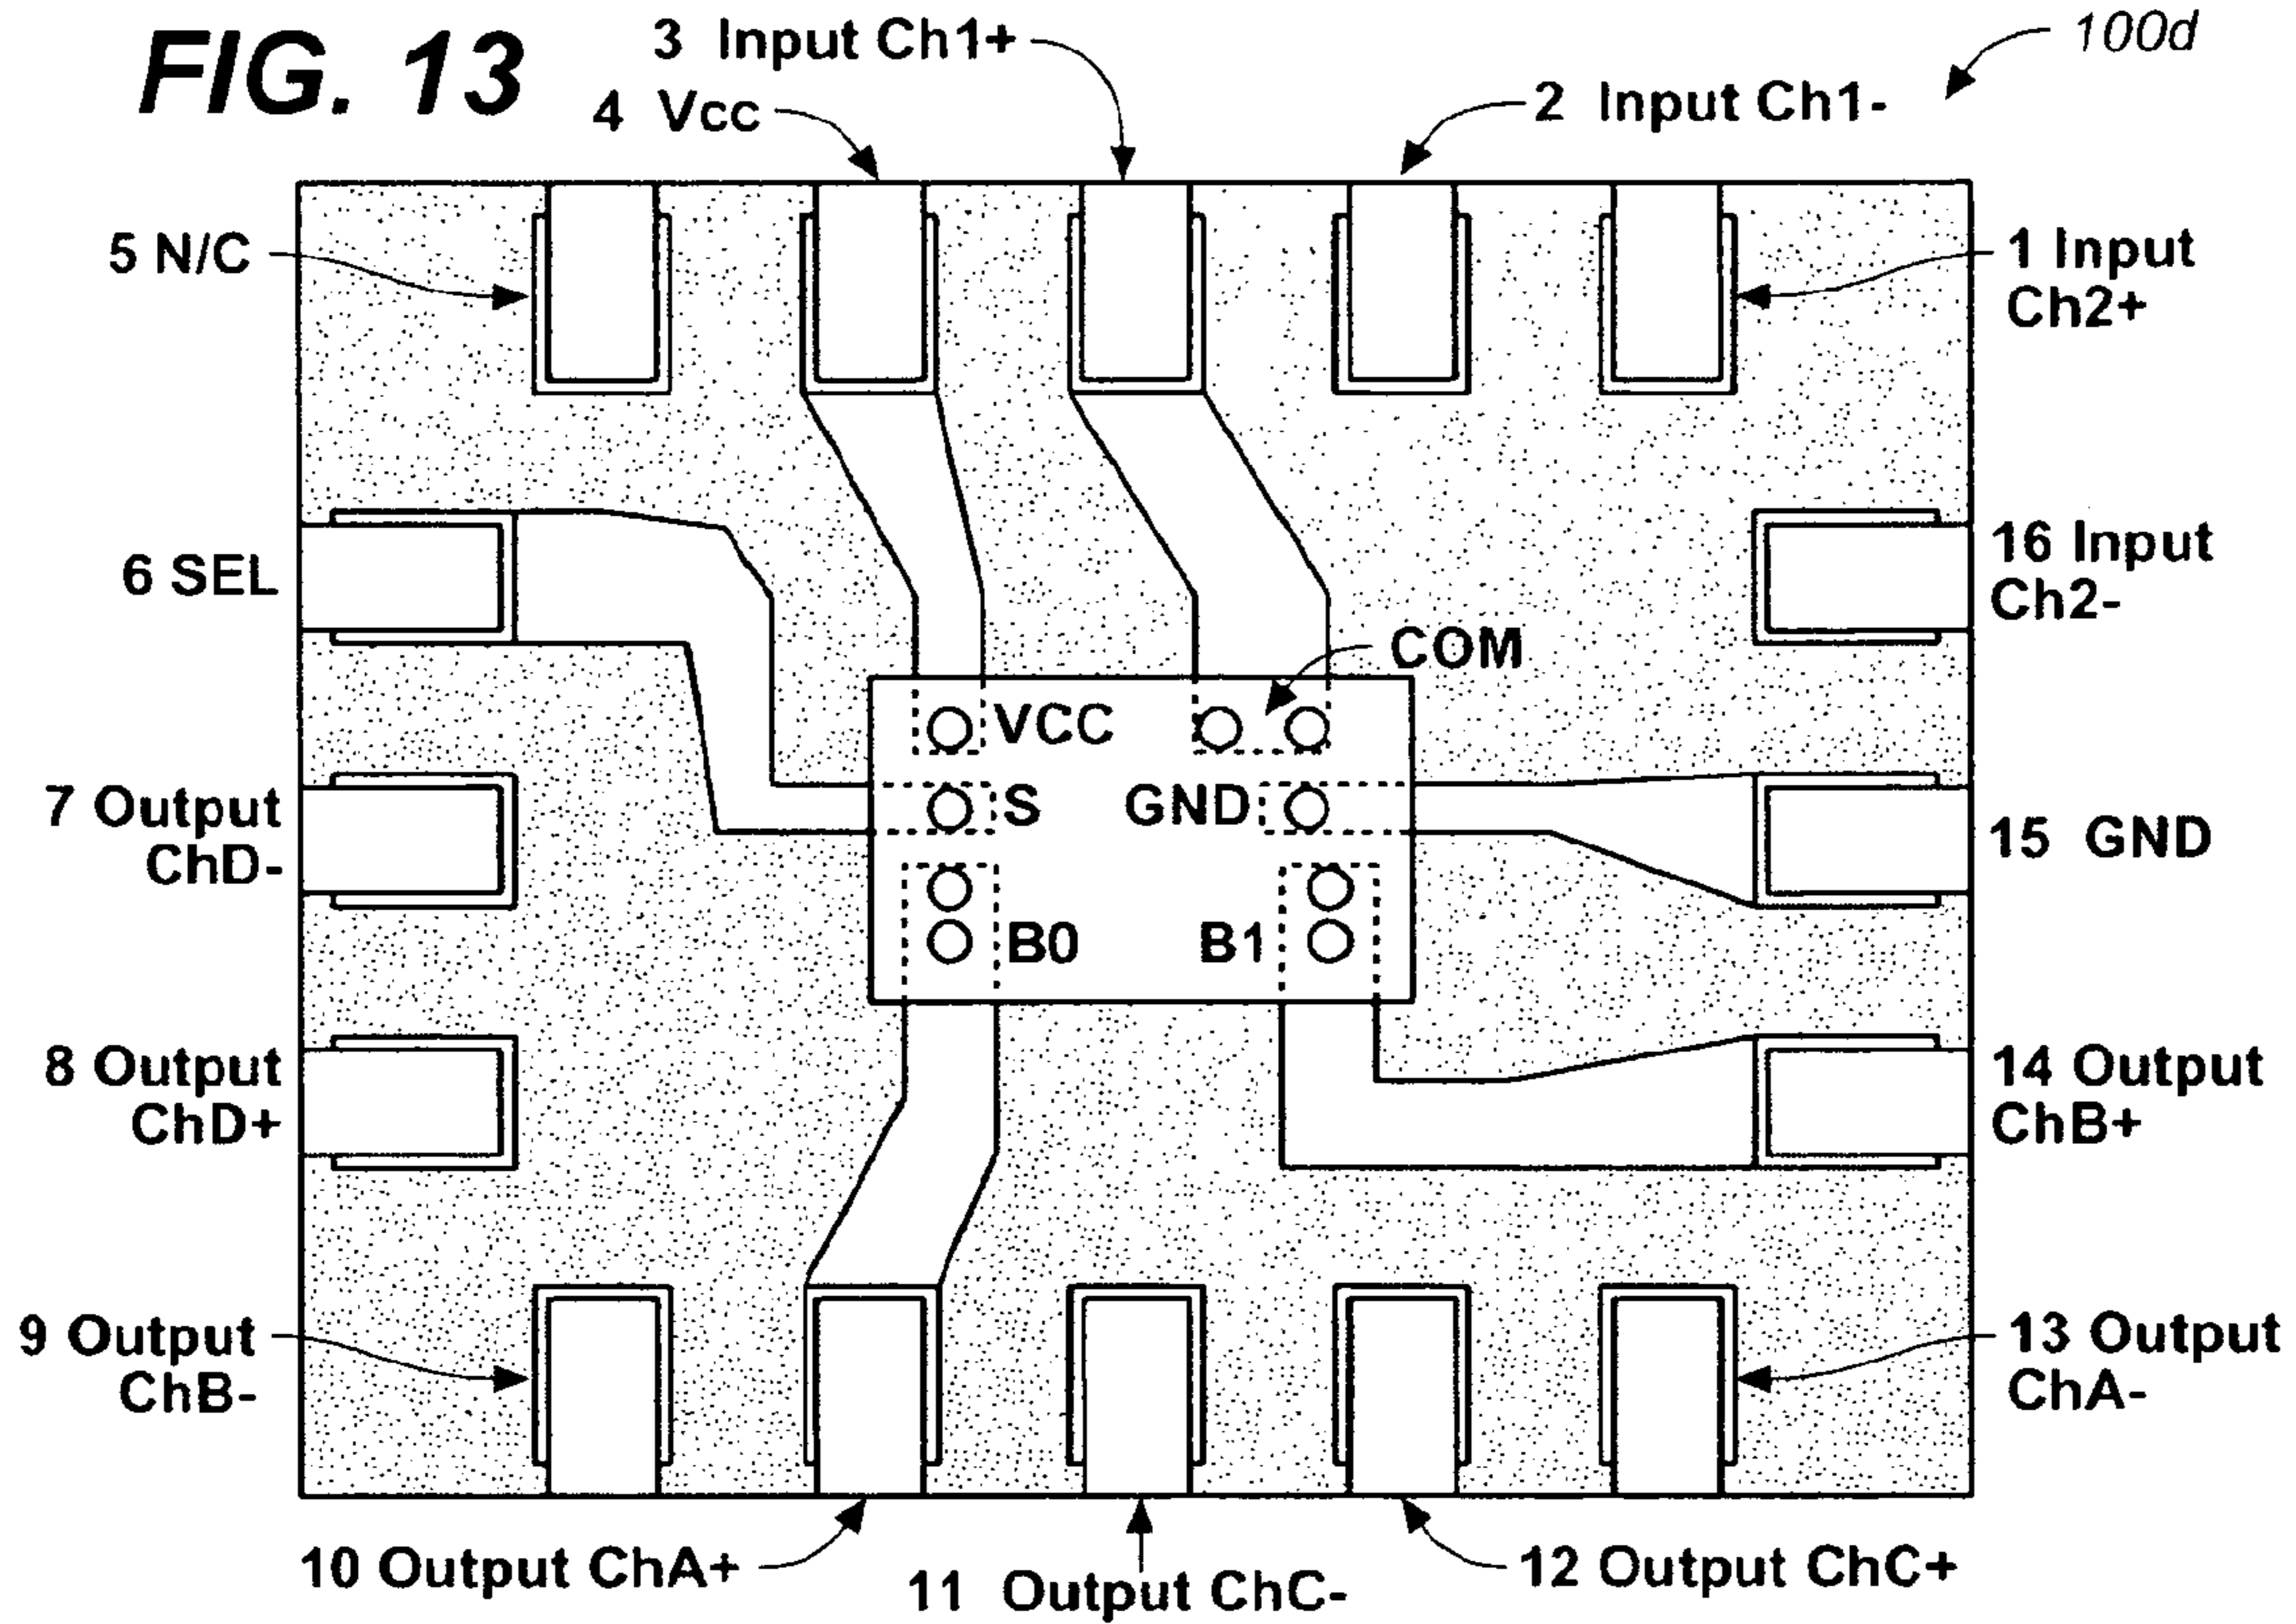 FIG. 13
3 Input Ch1+
100d
4 Vcc
2 Input Ch1-
5 N/C
1 Input
Ch2+
6 SEL
16 Input
Ch2-
COM
VCC
S
GND
7 Output
ChD-
15 GND
B0
B1
8 Output
ChD+
14 Output
ChB+
9 Output
ChB-
13 Output
ChA-
10 Output ChA+
11 Output ChC-
12 Output ChC+